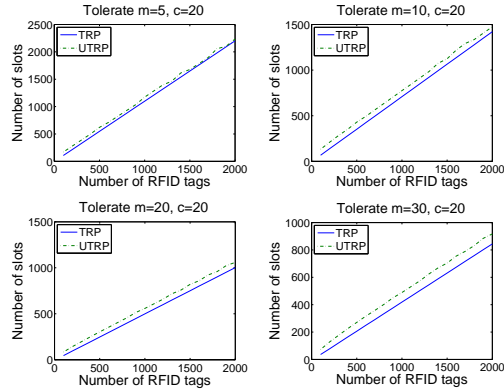 Tolerate m=5, c=20
2500
2000
1500
1000
500
0
Number of slots
TRP
UTRP
0 500 1000 1500 2000
Number of RFID tags
Tolerate m=10, c=20
1500
1000
500
0
Number of slots
TRP
UTRP
0 500 1000 1500 2000
Number of RFID tags
Tolerate m=20, c=20
1500
1000
500
0
Number of slots
TRP
UTRP
0 500 1000 1500 2000
Number of RFID tags
Tolerate m=30, c=20
1000
800
600
400
200
0
Number of slots
TRP
UTRP
0 500 1000 1500 2000
Number of RFID tags